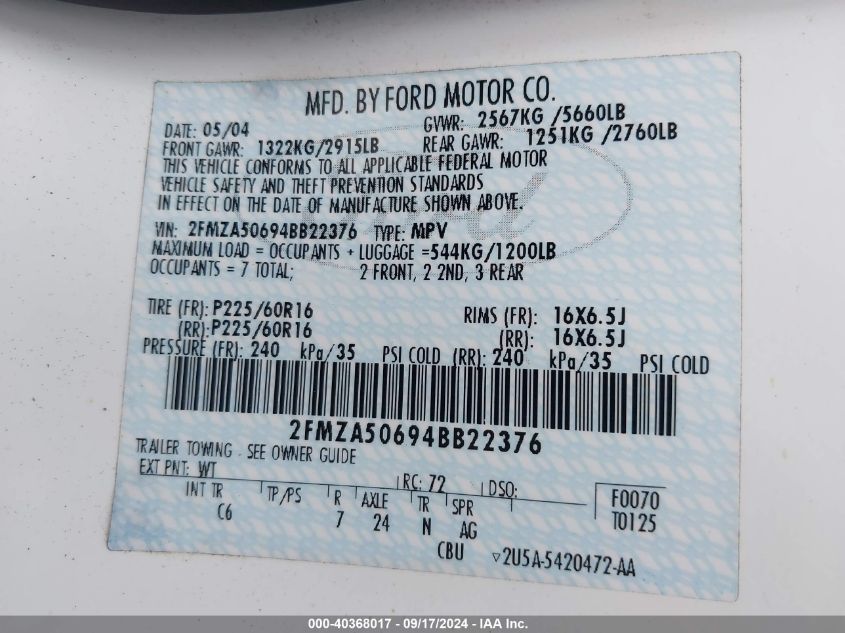 MFD. BY FORD MOTOR CO.
DATE: 05/04 GVWR: 2567KG /5660LB
FRONT GAWR: 1322KG/2915LB REAR GAWR: 1251KG /2760LB
THIS VEHICLE CONFORMS TO ALL APPLICABLE FEDERAL MOTOR
VEHICLE SAFETY AND THEFT PREVENTION STANDARDS
IN EFFECT ON THE DATE OF MANUFACTURE SHOWN ABOVE.
VIN: 2FMZA50694BB22376 TYPE: MPV
MAXIMUM LOAD = OCCUPANTS + LUGGAGE =544KG/1200LB
OCCUPANTS = 7 TOTAL; 2 FRONT, 2 2ND, 3 REAR
TIRE (FR): P225/60R16 RIMS (FR): 16X6.5J
(RR): P225/60R16 (RR): 16X6.5J
PRESSURE (FR): 240 kPa/35 PSI COLD (RR): 240 kPa/35 PSI COLD
2FMZA50694BB22376
TRAILER TOWING - SEE OWNER GUIDE
EXT PNT: WT RC: 72 DSO: F0070
INT TR TP/PS R AXLE TR SPR T0125
C6 7 24 N AG
CBU ▽2U5A-5420472-AA
000-40368017 - 09/17/2024 - IAA Inc.